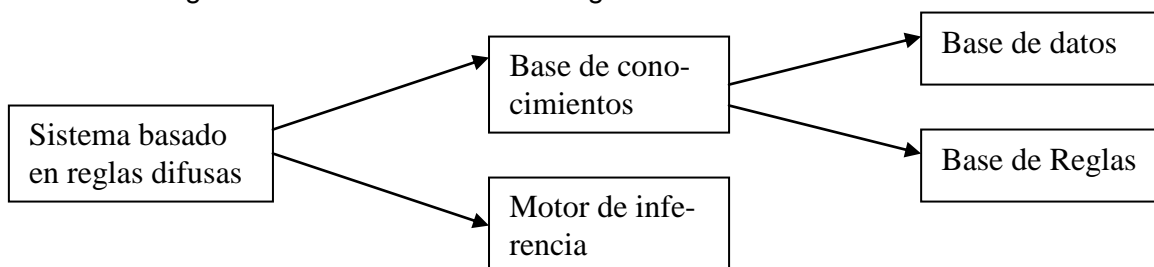 Base de datos
Base de cono-
cimientos
Sistema basado
en reglas difusas
Base de Reglas
Motor de infe-
rencia